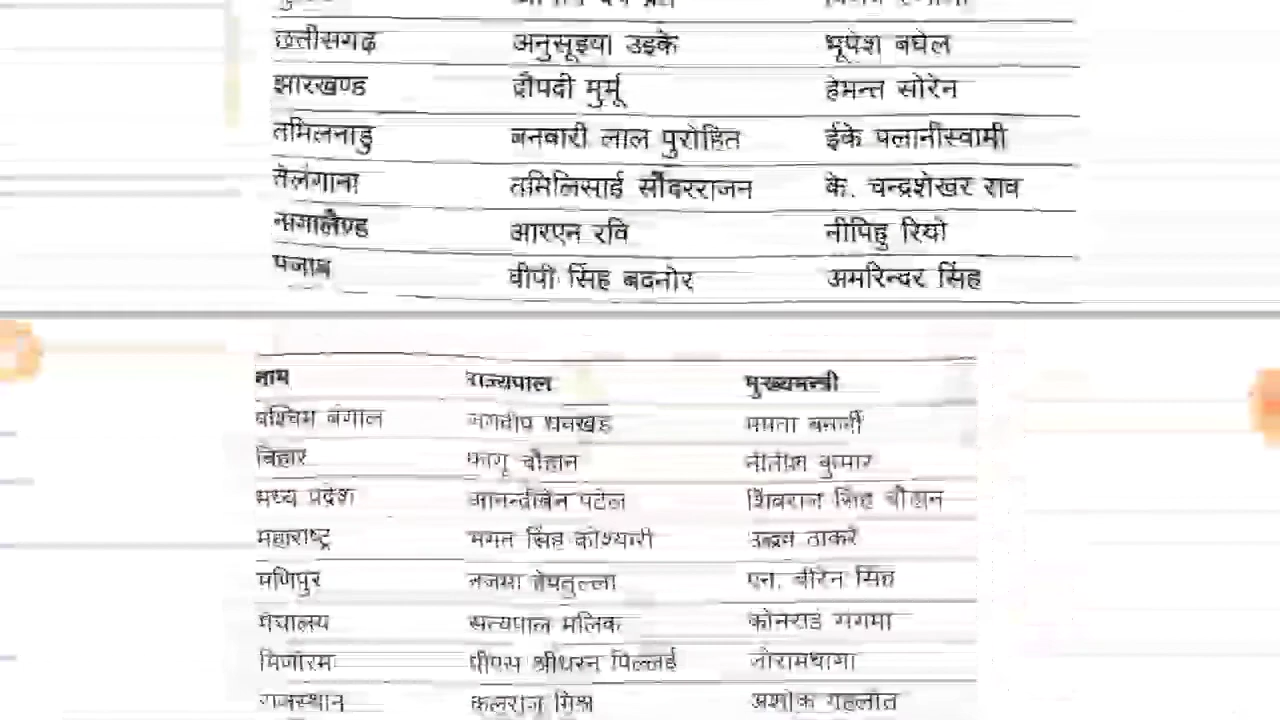 छत्तीसगढ़ अनुसूइया उइके भूपेश बघेल
झारखण्ड द्रौपदी मुर्मू हेमन्त सोरेन
तमिलनाडु बनवारी लाल पुरोहित ईके पलानीस्वामी
तेलंगाना तमिलिसाई सौंदरराजन के. चन्द्रशेखर राव
नागालैण्ड आरएन रवि नीपिहु रियो
पंजाब वीपी सिंह बदनोर अमरिन्दर सिंह
नाम राज्यपाल मुख्यमन्त्री
पश्चिम बंगाल जगदीप धनखड़ ममता बनर्जी
बिहार फागू चौहान नीतीश कुमार
मध्य प्रदेश आनन्दीबेन पटेल शिवराज सिंह चौहान
महाराष्ट्र भगत सिंह कोश्यारी उद्धव ठाकरे
मणिपुर नजमा हेपतुल्ला एन. बीरेन सिंह
मेघालय सत्यपाल मलिक कोनराड संगमा
मिजोरम पीएस श्रीधरन पिल्लई जोरामथांगा
राजस्थान कलराज मिश्र अशोक गहलोत